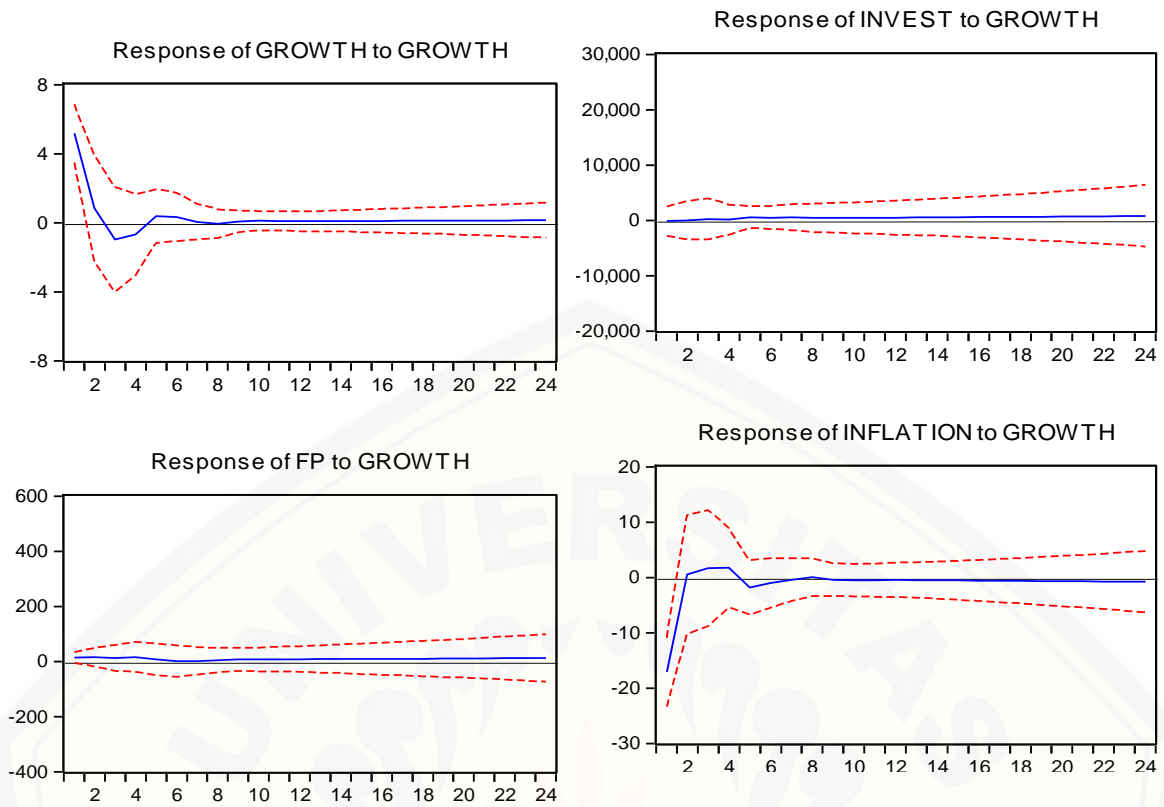 Response of GROWTH to GROWTH
8
4
0
-4
-8
2 4 6 8 10 12 14 16 18 20 22 24
Response of INVEST to GROWTH
30,000
20,000
10,000
0
-10,000
-20,000
2 4 6 8 10 12 14 16 18 20 22 24
Response of FP to GROWTH
600
400
200
0
-200
-400
2 4 6 8 10 12 14 16 18 20 22 24
Response of INFLATION to GROWTH
20
10
0
-10
-20
-30
2 4 6 8 10 12 14 16 18 20 22 24
UNIVERSITAS